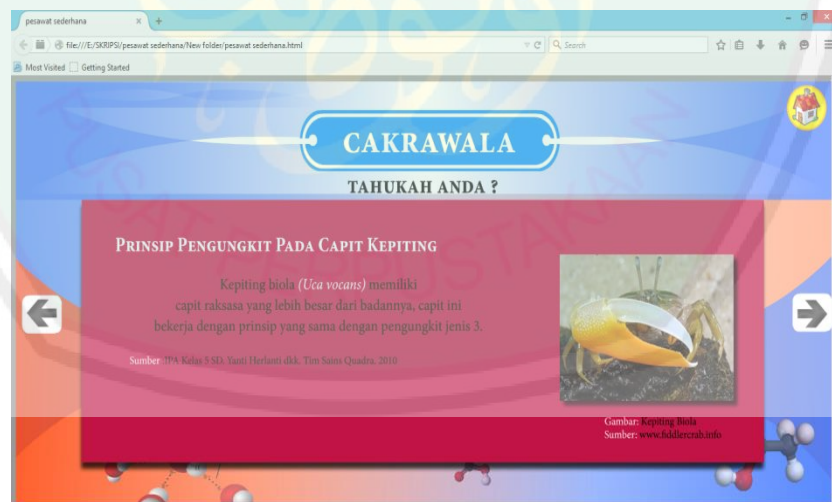 pesawat sederhana
file:///E:/SKRIPSI/pesawat sederhana/New folder/pesawat sederhana.html
Search
Most Visited Getting Started
CAKRAWALA
TAHUKAH ANDA ?
PRINSIP PENGUNGKIT PADA CAPIT KEPITING
Kepiting biola (Uca vocans) memiliki
capit raksasa yang lebih besar dari badannya, capit ini
bekerja dengan prinsip yang sama dengan pengungkit jenis 3.
Sumber: IPA Kelas 5 SD, Yanti Herlanti dkk. Tim Sains Quadra, 2010
Gambar: Kepiting Biola
Sumber: www.fiddlercrab.info
PUSAT PERPUSTAKAAN